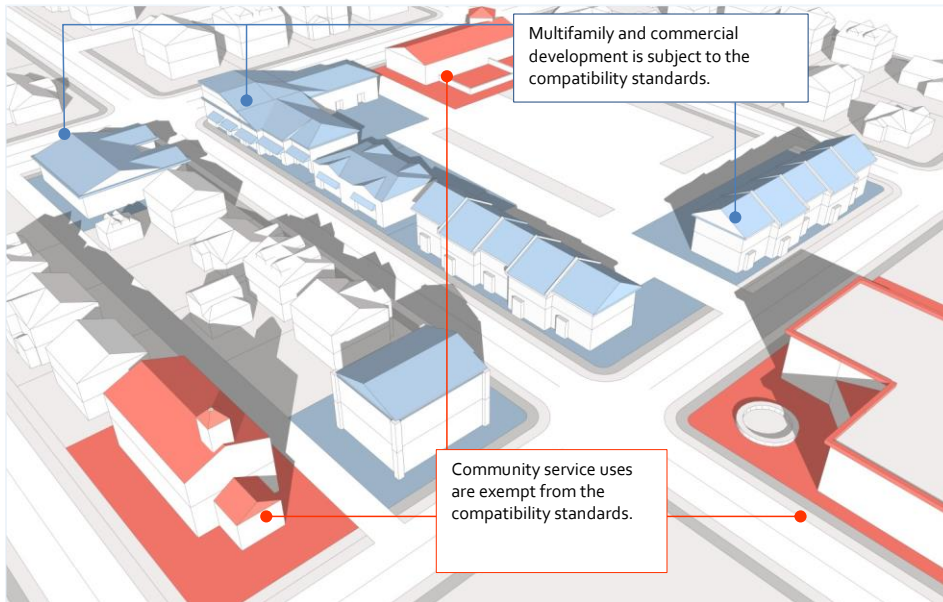 Multifamily and commercial
development is subject to the
compatibility standards.
Community service uses
are exempt from the
compatibility standards.